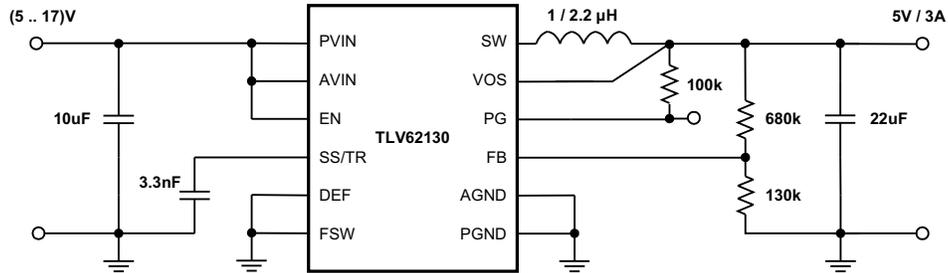 (5 .. 17)V
1 / 2.2 µH
5V / 3A
PVIN
SW
AVIN
VOS
100k
10uF
EN
PG
680k
22uF
TLV62130
SS/TR
FB
3.3nF
DEF
AGND
130k
FSW
PGND